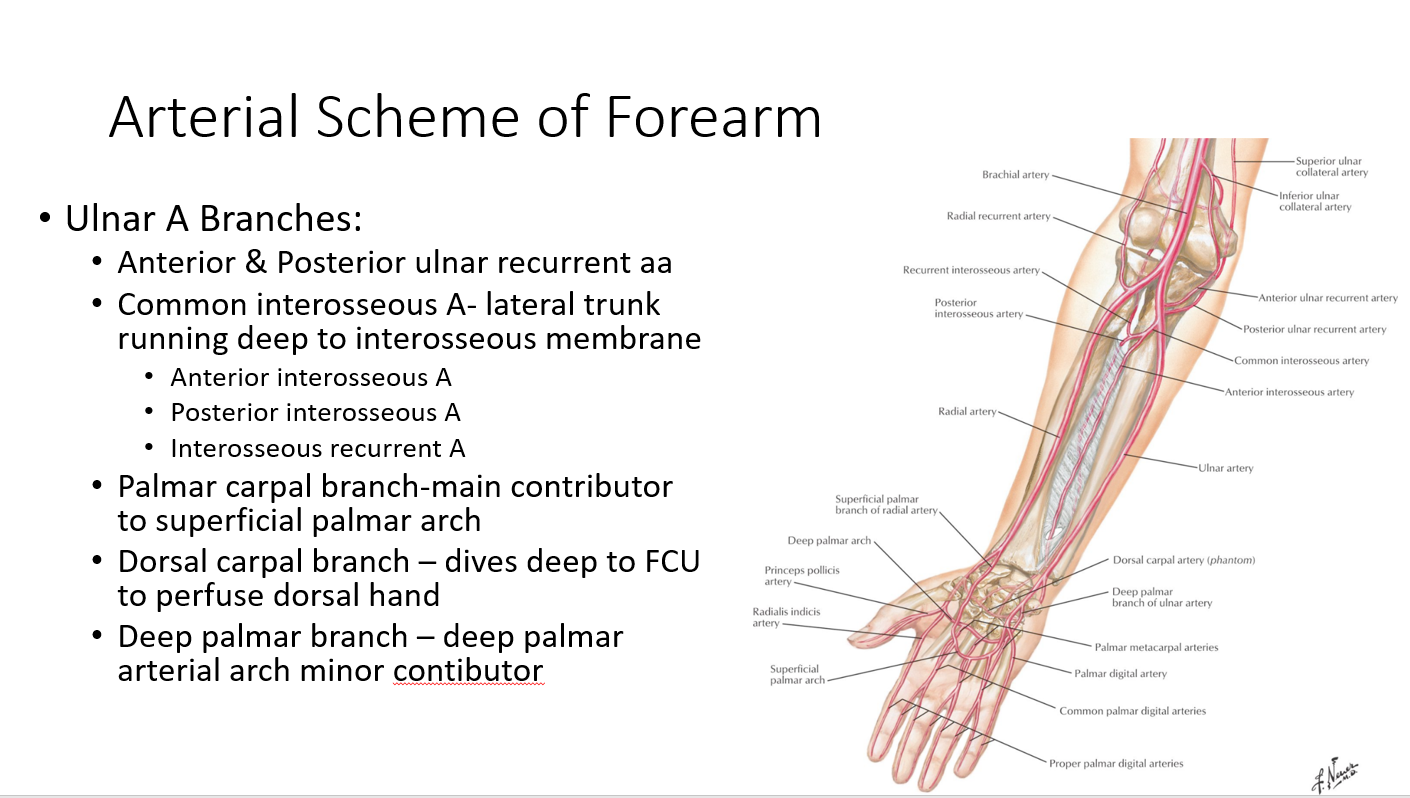 Arterial Scheme of Forearm
• Ulnar A Branches:
• Anterior & Posterior ulnar recurrent aa
• Common interosseous A- lateral trunk
running deep to interosseous membrane
• Anterior interosseous A
• Posterior interosseous A
• Interosseous recurrent A
• Palmar carpal branch-main contributor
to superficial palmar arch
• Dorsal carpal branch – dives deep to FCU
to perfuse dorsal hand
• Deep palmar branch – deep palmar
arterial arch minor contibutor
Brachial artery
Radial recurrent artery
Recurrent interosseous artery
Posterior
interosseous artery
Radial artery
Superficial palmar
branch of radial artery
Deep palmar arch
Princeps pollicis
artery
Radialis indicis
artery
Superficial
palmar arch
Superior ulnar
collateral artery
Inferior ulnar
collateral artery
Anterior ulnar recurrent artery
Posterior ulnar recurrent artery
Common interosseous artery
Anterior interosseous artery
Ulnar artery
Dorsal carpal artery (phantom)
Deep palmar
branch of ulnar artery
Palmar metacarpal arteries
Palmar digital artery
Common palmar digital arteries
Proper palmar digital arteries